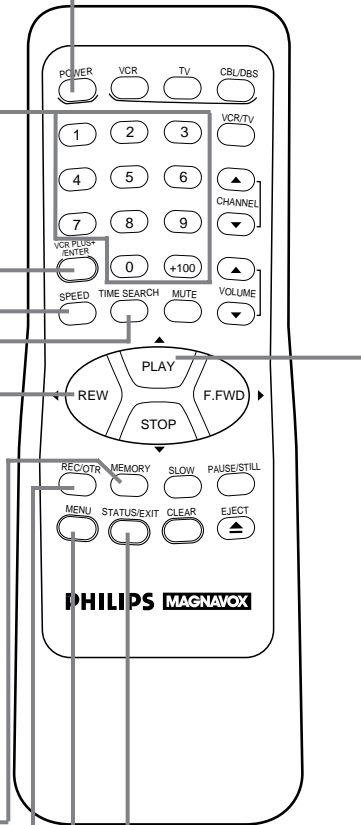 POWER VCR TV CBL/DBS
1 2 3 VCR/TV
4 5 6
CHANNEL
7 8 9
VCR PLUS+
/ENTER
0 +100
SPEED TIME SEARCH MUTE VOLUME
PLAY
REW F.FWD
STOP
REC/OTR MEMORY SLOW PAUSE/STILL
MENU STATUS/EXIT CLEAR EJECT
PHILIPS MAGNAVOX